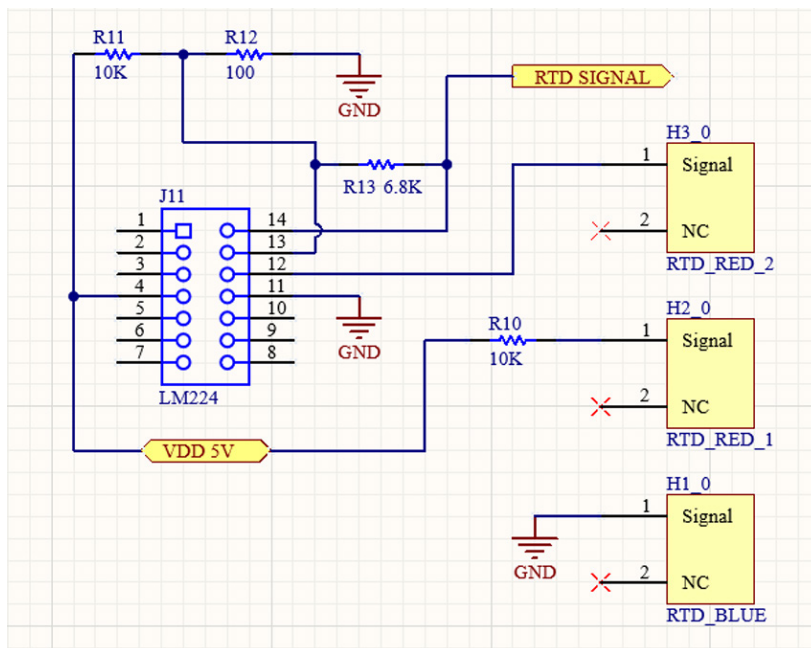 R11
R12
10K
100
GND
RTD SIGNAL
H3_0
1
Signal
R13 6.8K
J11
2
NC
RTD_RED_2
1
14
2
13
3
12
4
11
5
10
6
9
7
8
LM224
GND
H2_0
R10
1
Signal
10K
2
NC
RTD_RED_1
VDD 5V
H1_0
1
Signal
GND
2
NC
RTD_BLUE